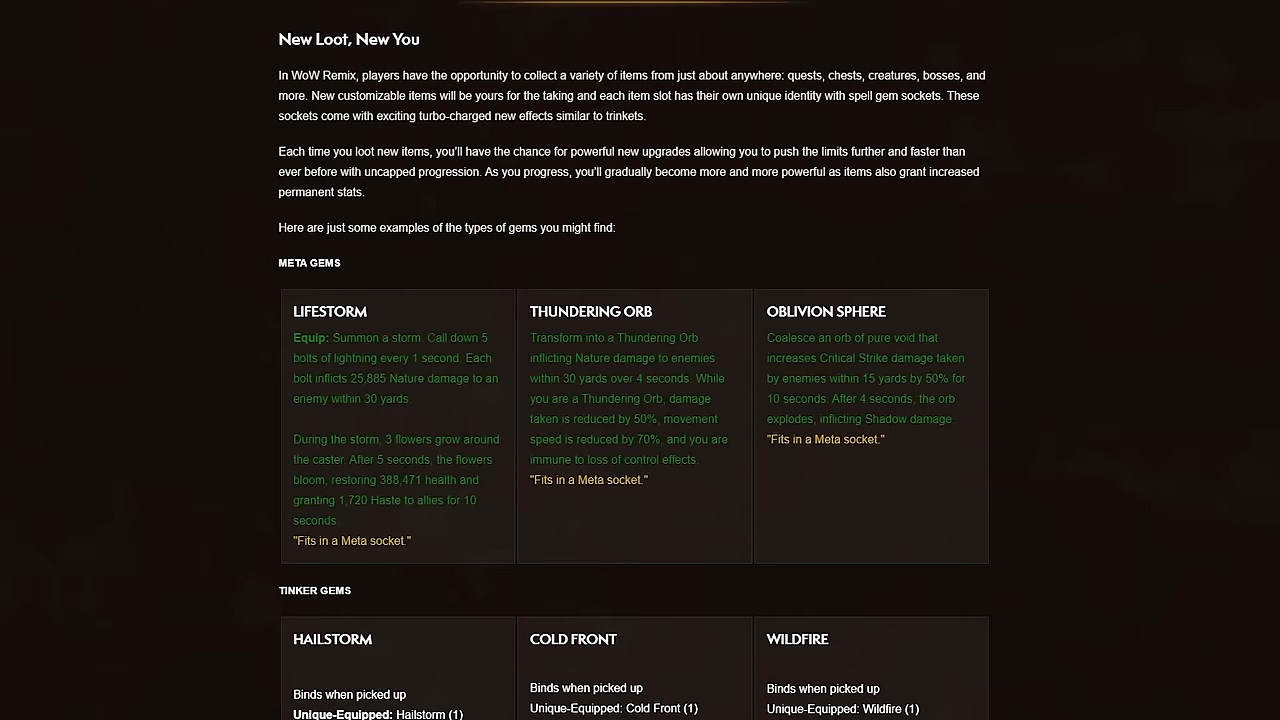 New Loot, New You
In WoW Remix, players have the opportunity to collect a variety of items from just about anywhere: quests, chests, creatures, bosses, and
more. New customizable items will be yours for the taking and each item slot has their own unique identity with spell gem sockets. These
sockets come with exciting turbo-charged new effects similar to trinkets.
Each time you loot new items, you'll have the chance for powerful new upgrades allowing you to push the limits further and faster than
ever before with uncapped progression. As you progress, you'll gradually become more and more powerful as items also grant increased
permanent stats.
Here are just some examples of the types of gems you might find:
META GEMS
LIFESTORM
Equip: Summon a storm. Call down 5
bolts of lightning every 1 second. Each
bolt inflicts 25,885 Nature damage to an
enemy within 30 yards.
During the storm, 3 flowers grow around
the caster. After 5 seconds, the flowers
bloom, restoring 388,471 health and
granting 1,720 Haste to allies for 10
seconds.
"Fits in a Meta socket."
THUNDERING ORB
Transform into a Thundering Orb
inflicting Nature damage to enemies
within 30 yards over 4 seconds. While
you are a Thundering Orb, damage
taken is reduced by 50%, movement
speed is reduced by 70%, and you are
immune to loss of control effects.
"Fits in a Meta socket."
OBLIVION SPHERE
Coalesce an orb of pure void that
increases Critical Strike damage taken
by enemies within 15 yards by 50% for
10 seconds. After 4 seconds, the orb
explodes, inflicting Shadow damage.
"Fits in a Meta socket."
TINKER GEMS
HAILSTORM
Binds when picked up
Unique-Equipped: Hailstorm (1)
COLD FRONT
Binds when picked up
Unique-Equipped: Cold Front (1)
WILDFIRE
Binds when picked up
Unique-Equipped: Wildfire (1)